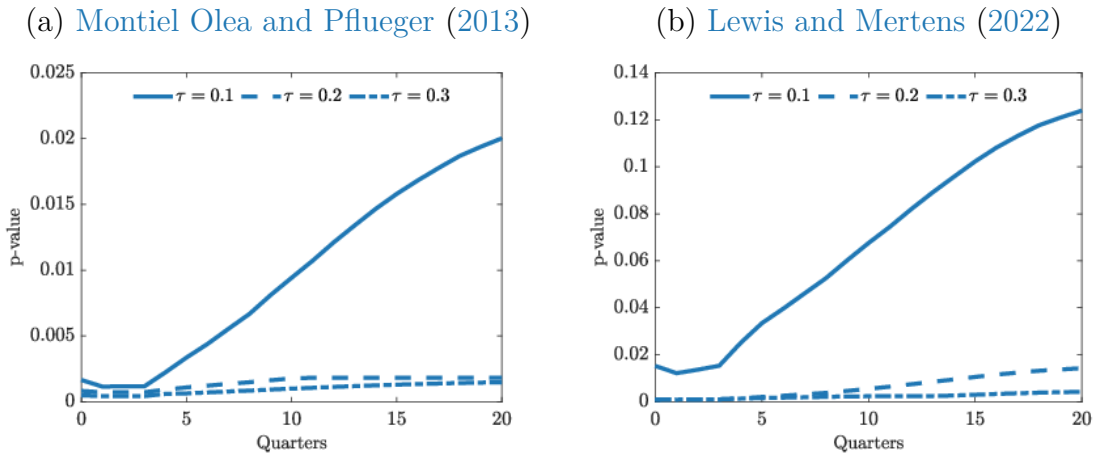 (a) Montiel Olea and Pflueger (2013)
0.025
0.02
0.015
0.01
0.005
0
p-value
τ = 0.1 τ = 0.2 τ = 0.3
0 5 10 15 20
Quarters
(b) Lewis and Mertens (2022)
0.14
0.12
0.1
0.08
0.06
0.04
0.02
0
p-value
τ = 0.1 τ = 0.2 τ = 0.3
0 5 10 15 20
Quarters